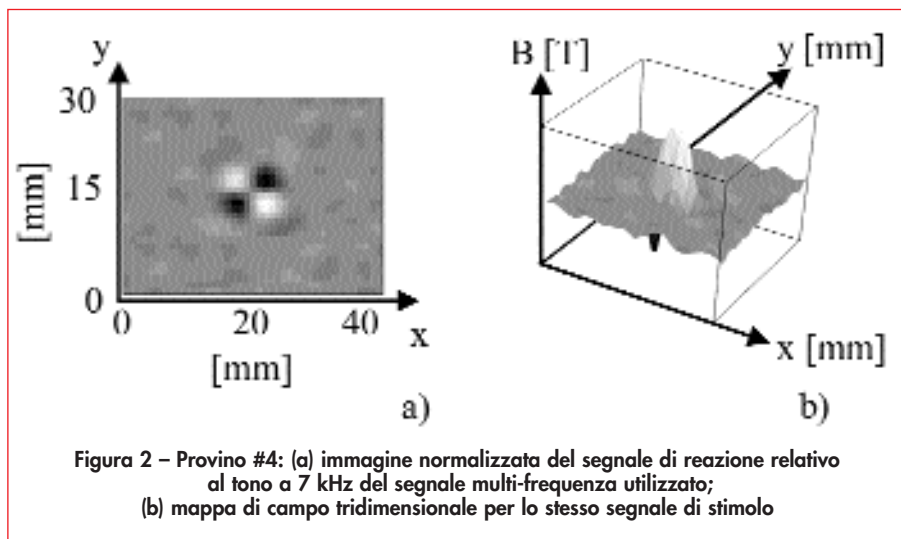 y
30
15
0
[mm]
0 20 40 x
[mm]
a)
B [T]
y [mm]
x [mm]
b)
Figura 2 – Provino #4: (a) immagine normalizzata del segnale di reazione relativo
al tono a 7 kHz del segnale multi-frequenza utilizzato;
(b) mappa di campo tridimensionale per lo stesso segnale di stimolo